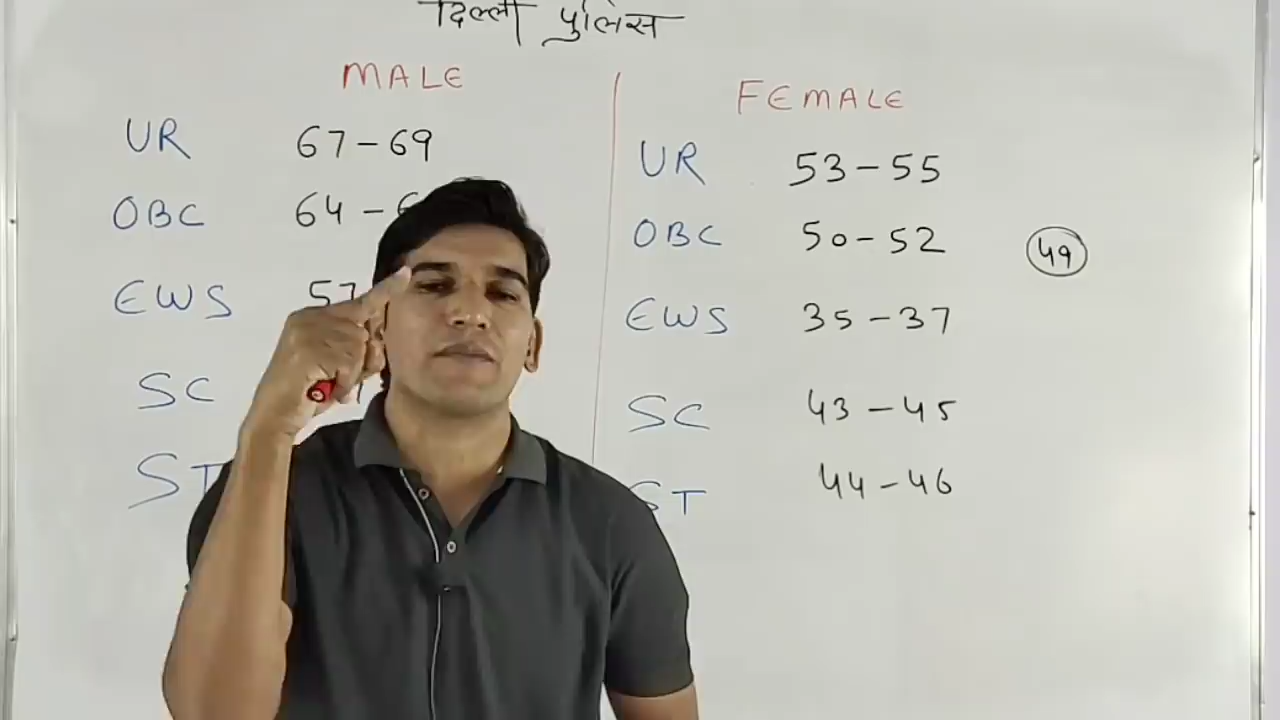 दिल्ली पुलिस
MALE
UR 67-69
OBC 64-
EWS 57
SC
ST
FEMALE
UR 53-55
OBC 50-52 49
EWS 35-37
SC 43-45
ST 44-46